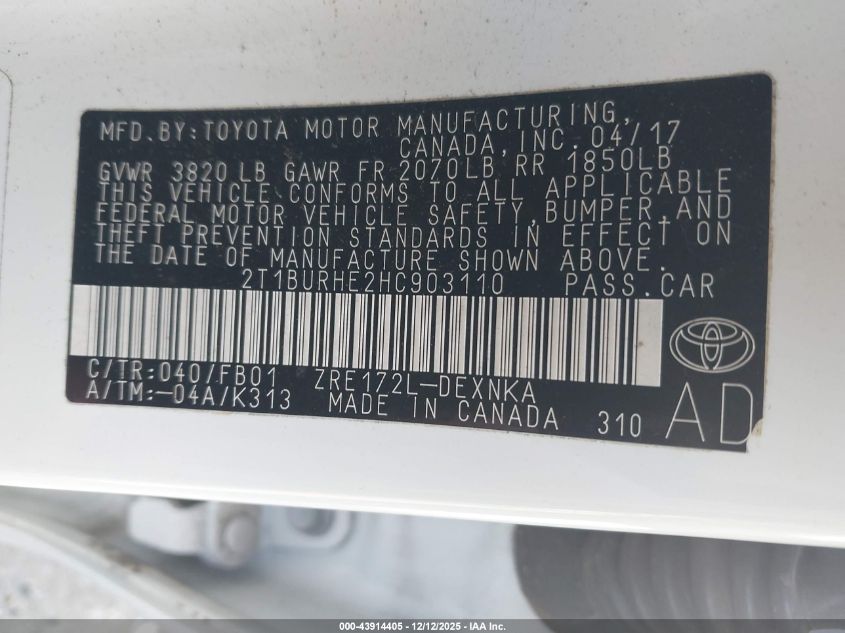 MFD.BY:TOYOTA MOTOR MANUFACTURING,
CANADA,INC. 04/17
GVWR 3820 LB GAWR FR 2070LB RR 1850LB
THIS VEHICLE CONFORMS TO ALL APPLICABLE
FEDERAL MOTOR VEHICLE SAFETY,BUMPER,AND
THEFT PREVENTION STANDARDS IN EFFECT ON
THE DATE OF MANUFACTURE SHOWN ABOVE.
2T1BURHE2HC903110 PASS.CAR
C/TR:040/FB01 ZRE172L-DEXNKA
A/TM:-04A/K313 MADE IN CANADA 310 AD
000-43914405 - 12/12/2025 - IAA Inc.